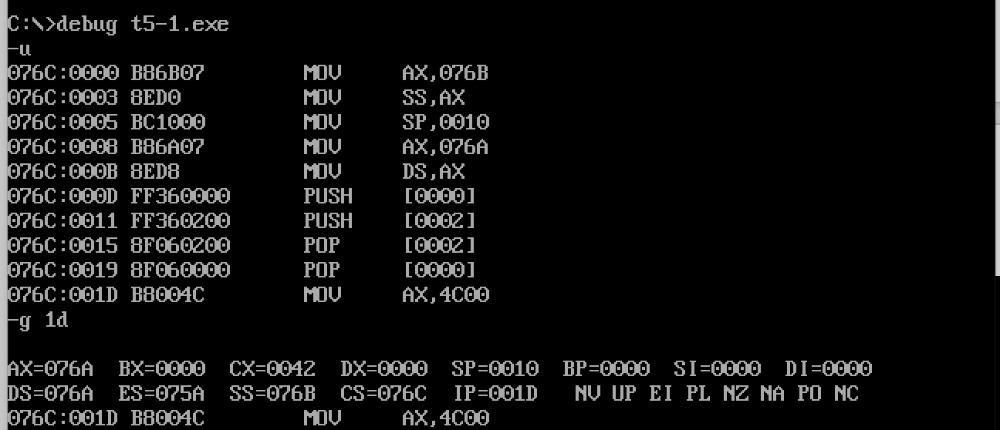 C:\>debug t5-1.exe
-u
076C:0000 B86B07        MOV     AX,076B
076C:0003 8ED0          MOV     SS,AX
076C:0005 BC1000        MOV     SP,0010
076C:0008 B86A07        MOV     AX,076A
076C:000B 8ED8          MOV     DS,AX
076C:000D FF360000      PUSH    [0000]
076C:0011 FF360200      PUSH    [0002]
076C:0015 8F060200      POP     [0002]
076C:0019 8F060000      POP     [0000]
076C:001D B8004C        MOV     AX,4C00
-g 1d
AX=076A  BX=0000  CX=0042  DX=0000  SP=0010  BP=0000  SI=0000  DI=0000
DS=076A  ES=075A  SS=076B  CS=076C  IP=001D   NV UP EI PL NZ NA PO NC
076C:001D B8004C        MOV     AX,4C00